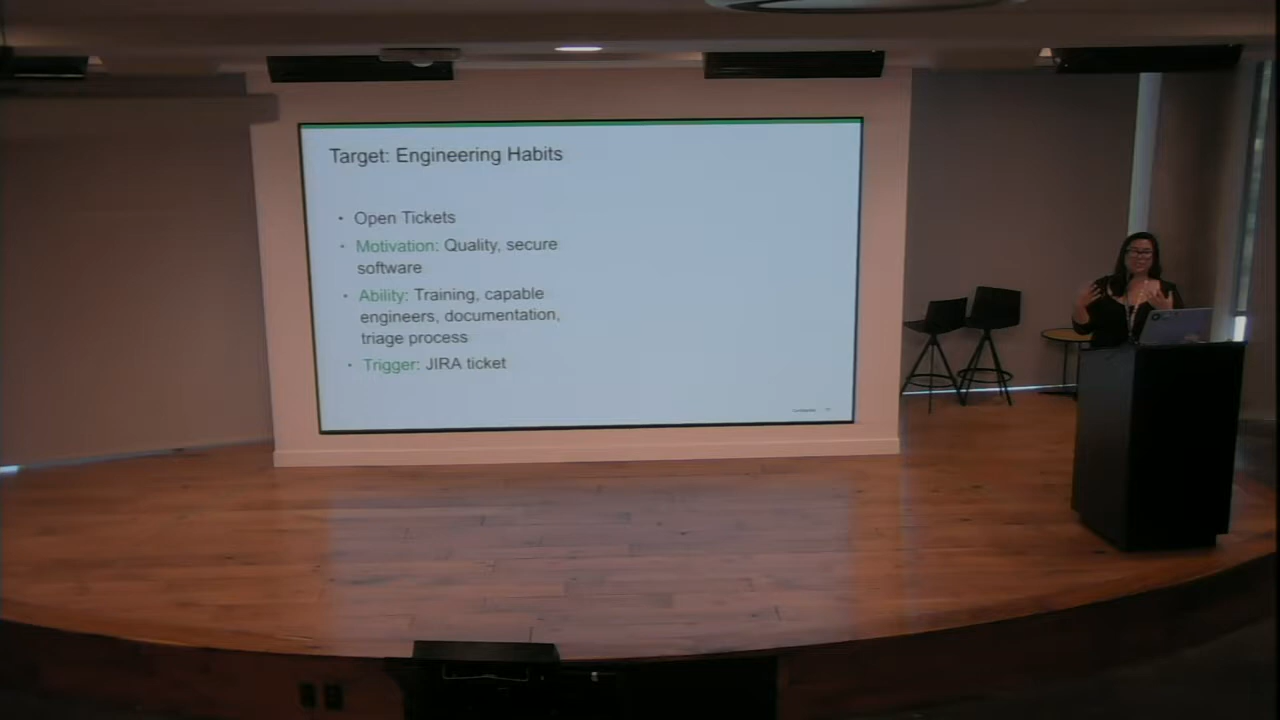 Target: Engineering Habits
• Open Tickets
• Motivation: Quality, secure
software
• Ability: Training, capable
engineers, documentation,
triage process
• Trigger: JIRA ticket